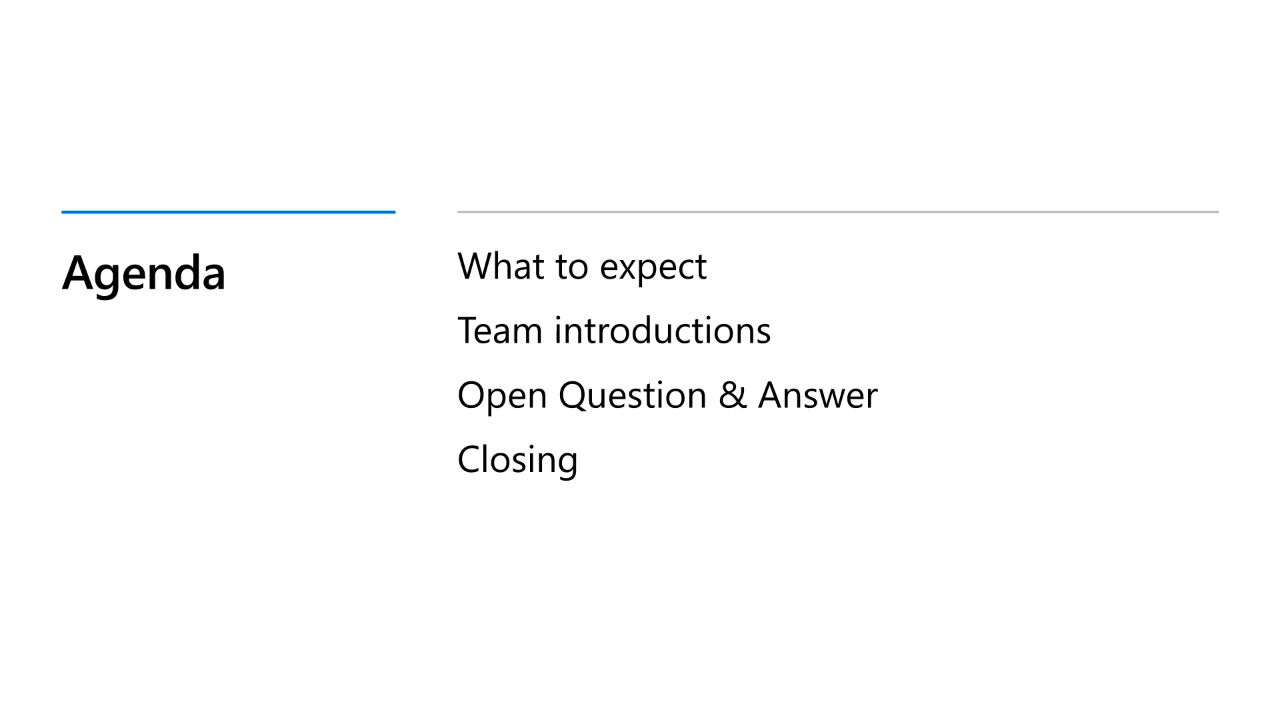 Agenda
What to expect
Team introductions
Open Question & Answer
Closing